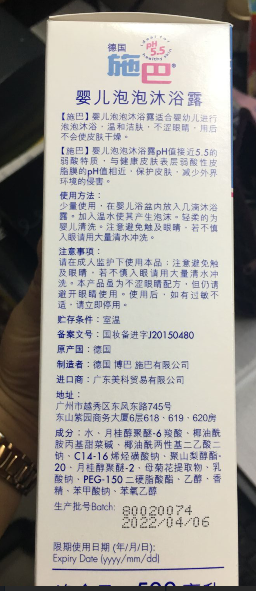 德国
pH
5.5
施巴®
婴儿泡泡沐浴露
【施巴】婴儿泡泡沐浴露适合婴幼儿进行
泡泡沐浴，温和洁肤，不涩眼睛，用后
不会使皮肤干燥。
【施巴】婴儿泡泡沐浴露pH值接近5.5的
弱酸特质，与健康皮肤表层弱酸性皮
脂膜的pH值相近，保护皮肤，减少外界
环境的侵害。
使用方法：
少量使用，在婴儿浴盆内放入几滴沐浴
露。加入温水使其产生泡沫。轻柔的为
婴儿清洗。注意避免触及眼睛，若不慎
入眼请用大量清水冲洗。
注意事项：
请在成人监护下使用本品；注意避免触
及眼睛，若不慎入眼请用大量清水冲
洗。本产品虽为不涩眼睛配方，但仍请
避开眼睛使用。使用后，如有过敏不
适，请立即停用。
贮存条件：室温
备案文号：国妆备进字J20150480
原产国：德国
制造者：德国 博巴 施巴有限公司
进口商：广东芙科贸易有限公司
地址：
广州市越秀区东风东路745号
东山紫园商务大厦6层618、619、620房
成分：水、月桂醇聚醚-6羧酸、椰油酰
胺丙基甜菜碱、椰油酰两性基二乙酸二
钠、C14-16烯烃磺酸钠、聚山梨醇酯-
20、月桂醇聚醚-2、母菊花提取物、乳
酸钠、PEG-150二硬脂酸酯、乙醇、香
精、苯甲酸钠、苯氧乙醇
生产批号Batch: 80020074
2022/04/06
限期使用日期 (年/月/日):
Expiry Date (yyyy/mm/dd)